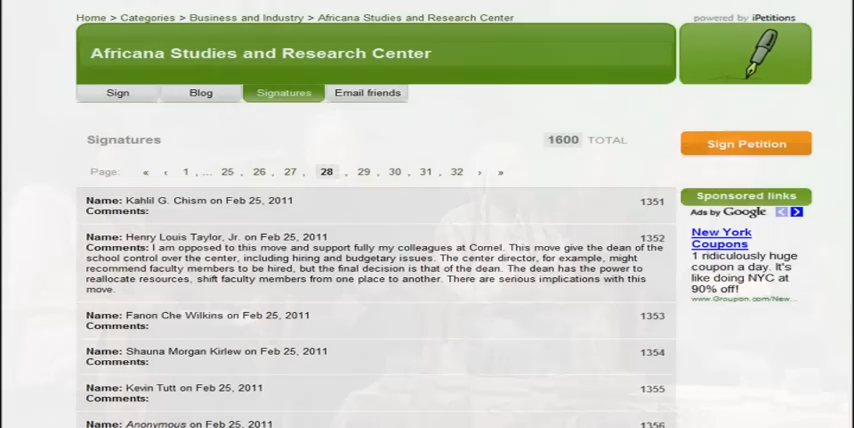 Home > Categories > Business and Industry > Africana Studies and Research Center
powered by iPetitions
Africana Studies and Research Center
Sign
Blog
Signatures
Email friends
Signatures
1600 TOTAL
Sign Petition
Page: « ‹ 1 , ... 25 , 26 , 27 , 28 , 29 , 30 , 31 , 32 › »
Name: Kahlil G. Chism on Feb 25, 2011
1351
Comments:
Name: Henry Louis Taylor, Jr. on Feb 25, 2011
1352
Comments: I am opposed to this move and support fully my colleagues at Cornel. This move give the dean of the
school control over the center, including hiring and budgetary issues. The center director, for example, might
recommend faculty members to be hired, but the final decision is that of the dean. The dean has the power to
reallocate resources, shift faculty members from one place to another. There are serious implications with this
move.
Name: Fanon Che Wilkins on Feb 25, 2011
1353
Comments:
Name: Shauna Morgan Kirlew on Feb 25, 2011
1354
Comments:
Name: Kevin Tutt on Feb 25, 2011
1355
Comments:
Name: Anonymous on Feb 25, 2011
1356
Sponsored links
Ads by Google
New York
Coupons
1 ridiculously huge
coupon a day. It's
like doing NYC at
90% off!
www.Groupon.com/New...